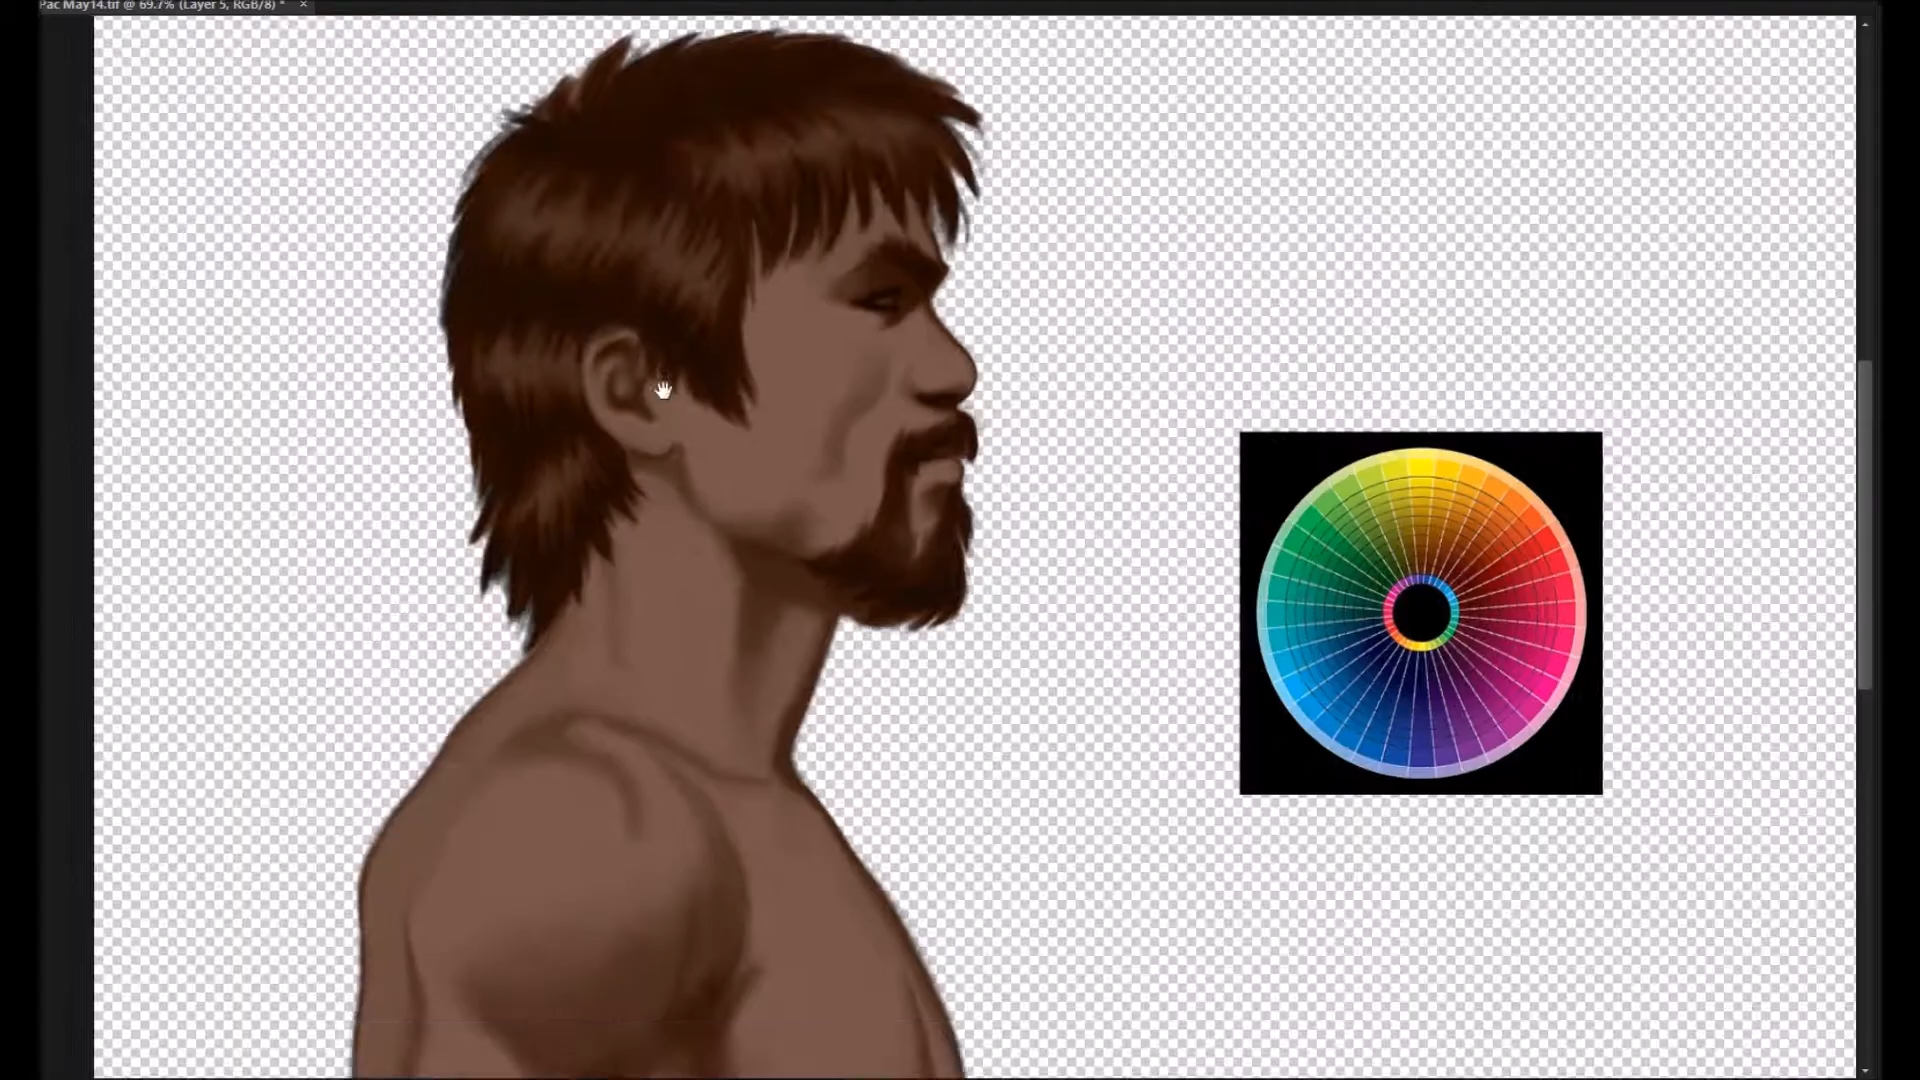 Pac May14.tif @ 69.7% (Layer 5, RGB/8) * ×